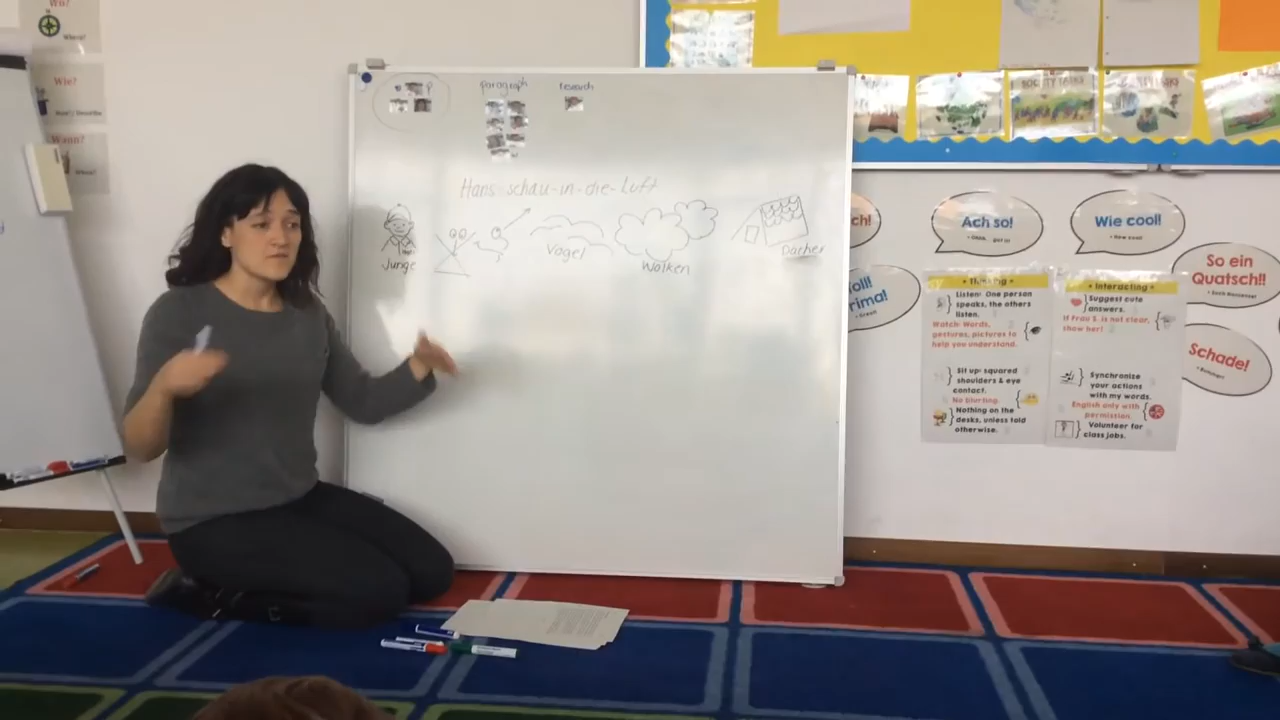 Wo?
Where?
Wie?
Wann?
When?
paragraph
research
Hans-schau-in-die-Luft
Junge
Vögel
Wolken
Dächer
ch!
Ach so!
Wie cool!
So ein
Quatsch!!
oll!
rima!
Schade!
Thinking
Listen: One person
speaks, the others
listen.
Watch: Words,
gestures, pictures to
help you understand.
Sit up: squared
shoulders & eye
contact.
No blurting.
Nothing on the
desks, unless told
otherwise.
Interacting
Suggest cute
answers.
If Frau S. is not clear,
show her!
Synchronize
your actions
with my words.
English only with
permission.
Volunteer for
class jobs.